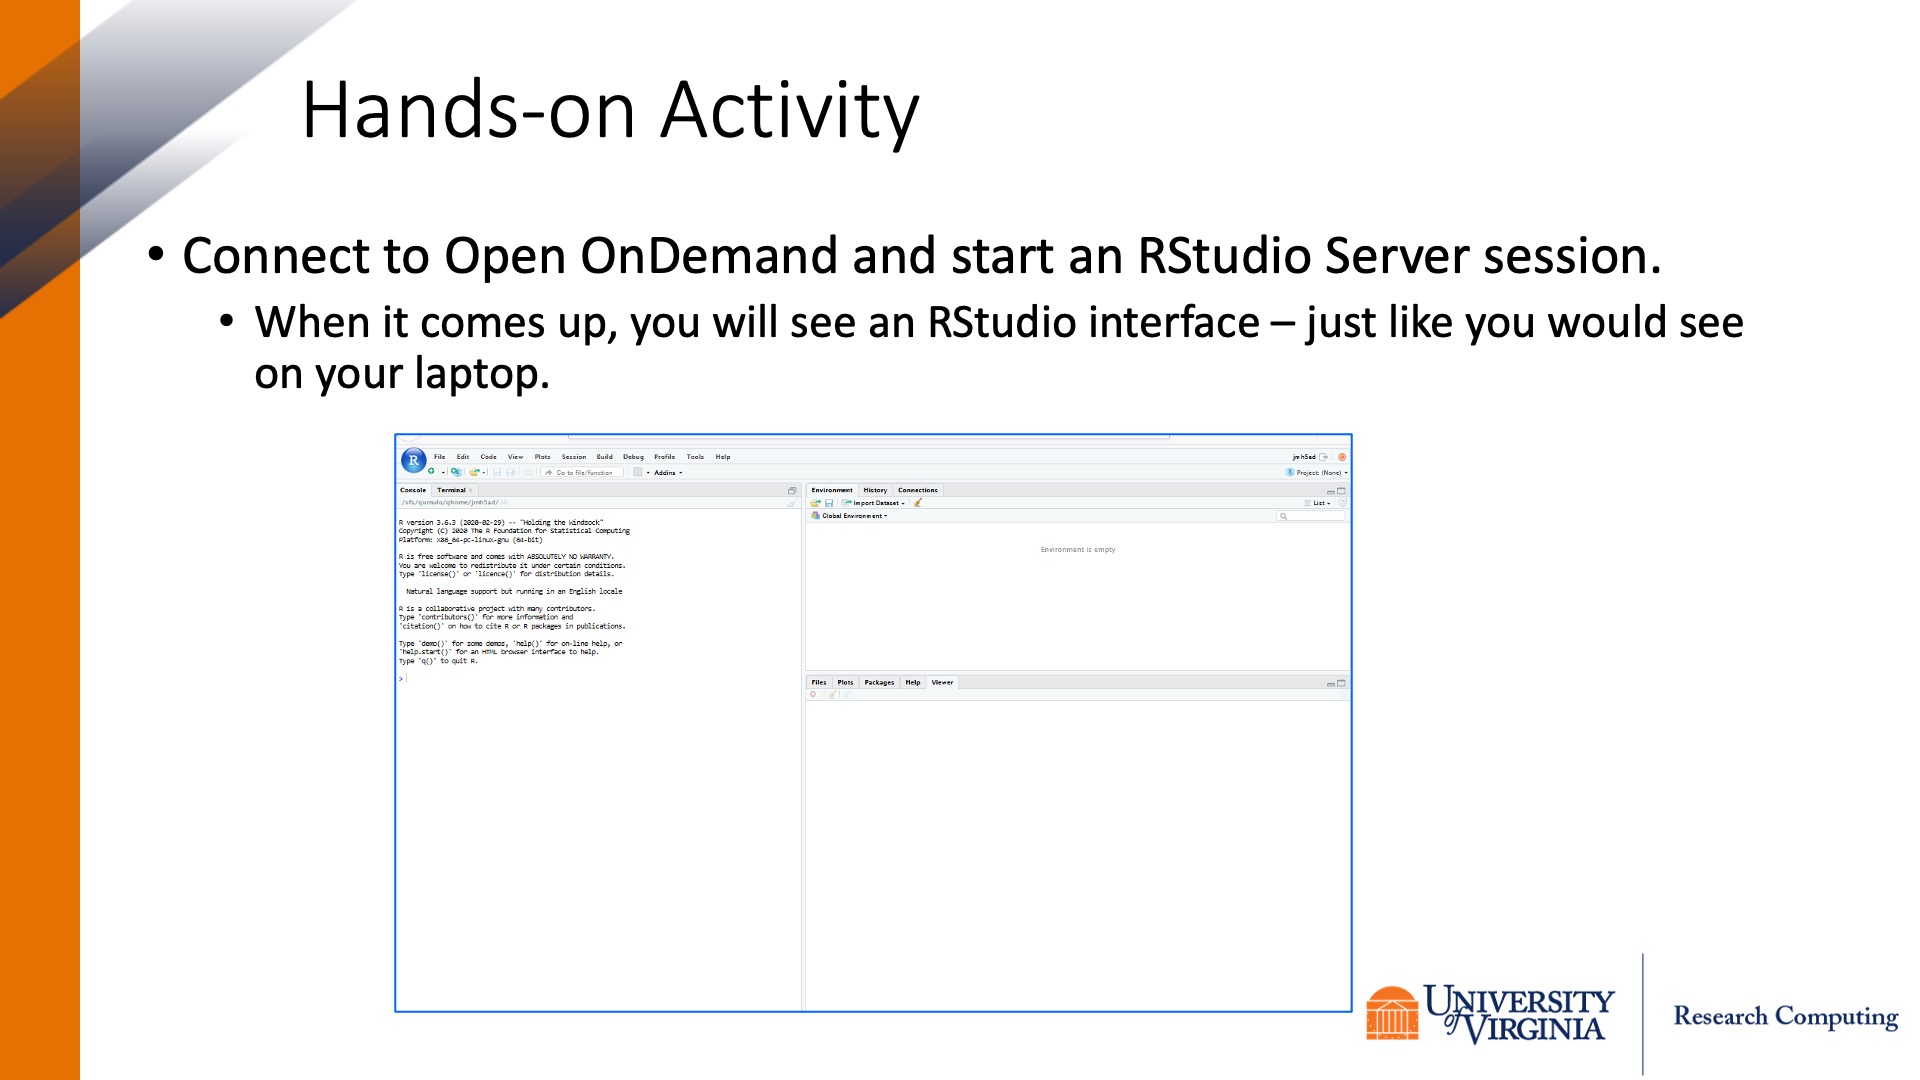 Hands-on Activity
• Connect to Open OnDemand and start an RStudio Server session.
• When it comes up, you will see an RStudio interface – just like you would see
on your laptop.
R File Edit Code View Plots Session Build Debug Profile Tools Help jmh5ad
Go to file/function Addins Project: (None)
Console Terminal
/sfs/qumulo/qhome/jmh5ad/
R version 3.6.3 (2020-02-29) -- "Holding the Windsock"
Copyright (C) 2020 The R Foundation for Statistical Computing
Platform: x86_64-pc-linux-gnu (64-bit)
R is free software and comes with ABSOLUTELY NO WARRANTY.
You are welcome to redistribute it under certain conditions.
Type 'license()' or 'licence()' for distribution details.
Natural language support but running in an English locale
R is a collaborative project with many contributors.
Type 'contributors()' for more information and
'citation()' on how to cite R or R packages in publications.
Type 'demo()' for some demos, 'help()' for on-line help, or
'help.start()' for an HTML browser interface to help.
Type 'q()' to quit R.
>
Environment History Connections
Import Dataset List
Global Environment
Environment is empty
Files Plots Packages Help Viewer
UNIVERSITY
of VIRGINIA
Research Computing